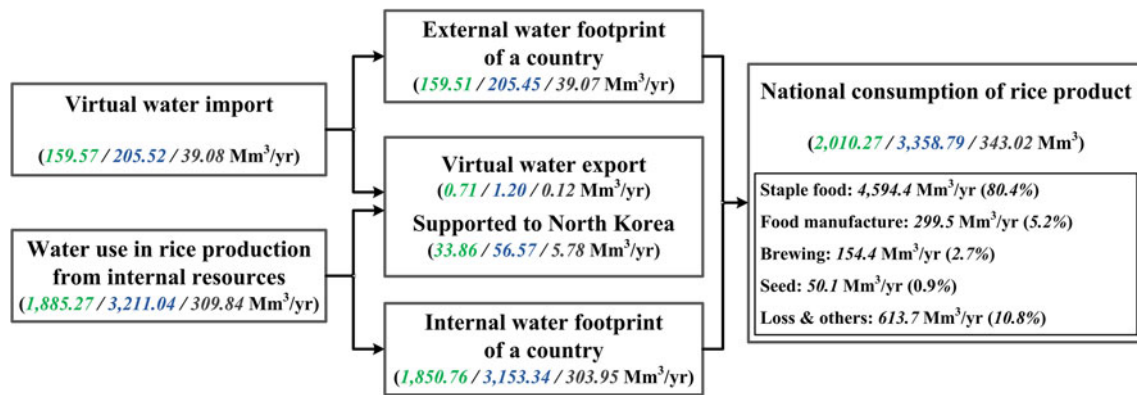 Virtual water import
(159.57 / 205.52 / 39.08 Mm³/yr)
Water use in rice production
from internal resources
(1,885.27 / 3,211.04 / 309.84 Mm³/yr)
External water footprint
of a country
(159.51 / 205.45 / 39.07 Mm³/yr)
Virtual water export
(0.71 / 1.20 / 0.12 Mm³/yr)
Supported to North Korea
(33.86 / 56.57 / 5.78 Mm³/yr)
Internal water footprint
of a country
(1,850.76 / 3,153.34 / 303.95 Mm³/yr)
National consumption of rice product
(2,010.27 / 3,358.79 / 343.02 Mm³)
Staple food: 4,594.4 Mm³/yr (80.4%)
Food manufacture: 299.5 Mm³/yr (5.2%)
Brewing: 154.4 Mm³/yr (2.7%)
Seed: 50.1 Mm³/yr (0.9%)
Loss & others: 613.7 Mm³/yr (10.8%)